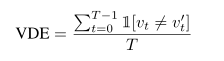 VDE = \frac{\sum_{t=0}^{T-1} \mathbb{1}[v_t \neq v'_t]}{T}